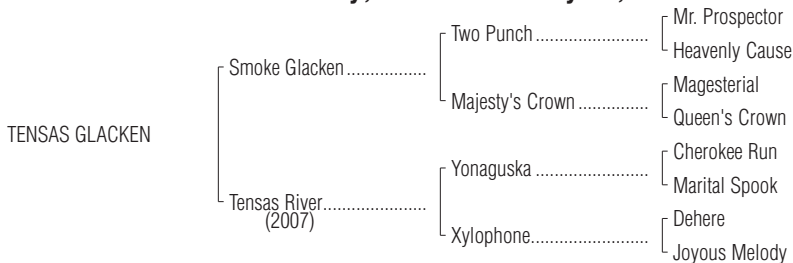 Mr. Prospector
Two Punch ....................
Heavenly Cause
Smoke Glacken .................
Magesterial
Majesty's Crown .............
Queen's Crown
TENSAS GLACKEN
Cherokee Run
Yonaguska ....................
Marital Spook
Tensas River......................
(2007)
Dehere
Xylophone.......................
Joyous Melody